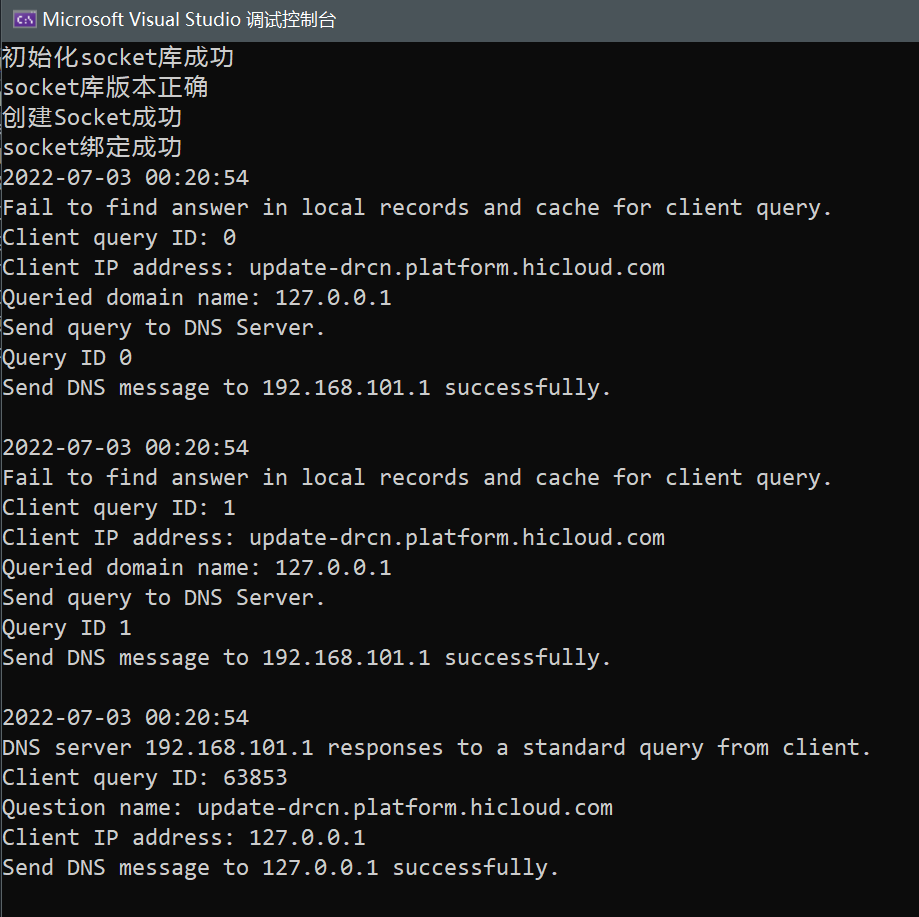 Microsoft Visual Studio 调试控制台
初始化socket库成功
socket库版本正确
创建Socket成功
socket绑定成功
2022-07-03 00:20:54
Fail to find answer in local records and cache for client query.
Client query ID: 0
Client IP address: update-drcn.platform.hicloud.com
Queried domain name: 127.0.0.1
Send query to DNS Server.
Query ID 0
Send DNS message to 192.168.101.1 successfully.
2022-07-03 00:20:54
Fail to find answer in local records and cache for client query.
Client query ID: 1
Client IP address: update-drcn.platform.hicloud.com
Queried domain name: 127.0.0.1
Send query to DNS Server.
Query ID 1
Send DNS message to 192.168.101.1 successfully.
2022-07-03 00:20:54
DNS server 192.168.101.1 responses to a standard query from client.
Client query ID: 63853
Question name: update-drcn.platform.hicloud.com
Client IP address: 127.0.0.1
Send DNS message to 127.0.0.1 successfully.